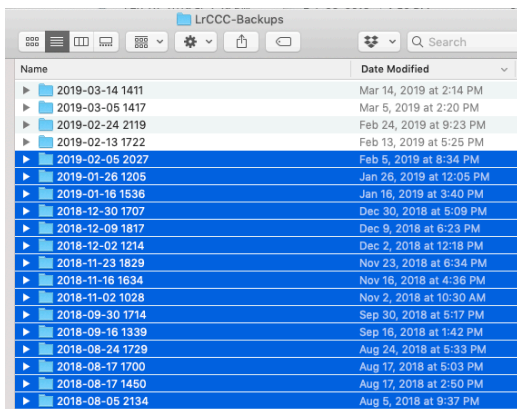 LrCCC-Backups
Search
Name Date Modified
2019-03-14 1411 Mar 14, 2019 at 2:14 PM
2019-03-05 1417 Mar 5, 2019 at 2:20 PM
2019-02-24 2119 Feb 24, 2019 at 9:23 PM
2019-02-13 1722 Feb 13, 2019 at 5:25 PM
2019-02-05 2027 Feb 5, 2019 at 8:34 PM
2019-01-26 1205 Jan 26, 2019 at 12:05 PM
2019-01-16 1536 Jan 16, 2019 at 3:40 PM
2018-12-30 1707 Dec 30, 2018 at 5:09 PM
2018-12-09 1817 Dec 9, 2018 at 6:23 PM
2018-12-02 1214 Dec 2, 2018 at 12:18 PM
2018-11-23 1829 Nov 23, 2018 at 6:34 PM
2018-11-16 1634 Nov 16, 2018 at 4:36 PM
2018-11-02 1028 Nov 2, 2018 at 10:30 AM
2018-09-30 1714 Sep 30, 2018 at 5:17 PM
2018-09-16 1339 Sep 16, 2018 at 1:42 PM
2018-08-24 1729 Aug 24, 2018 at 5:33 PM
2018-08-17 1700 Aug 17, 2018 at 5:03 PM
2018-08-17 1450 Aug 17, 2018 at 2:50 PM
2018-08-05 2134 Aug 5, 2018 at 9:37 PM